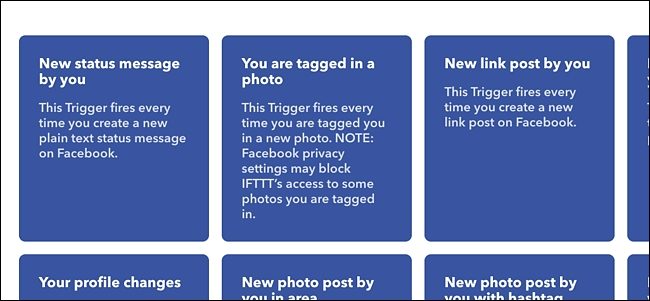 New status message
by you
This Trigger fires every
time you create a new
plain text status message
on Facebook.
You are tagged in a
photo
This Trigger fires every
time you are tagged you
in a new photo. NOTE:
Facebook privacy
settings may block
IFTTT's access to some
photos you are tagged
in.
New link post by you
This Trigger fires every
time you create a new
link post on Facebook.
Your profile changes
New photo post by
you in area
New photo post by
you with hashtag